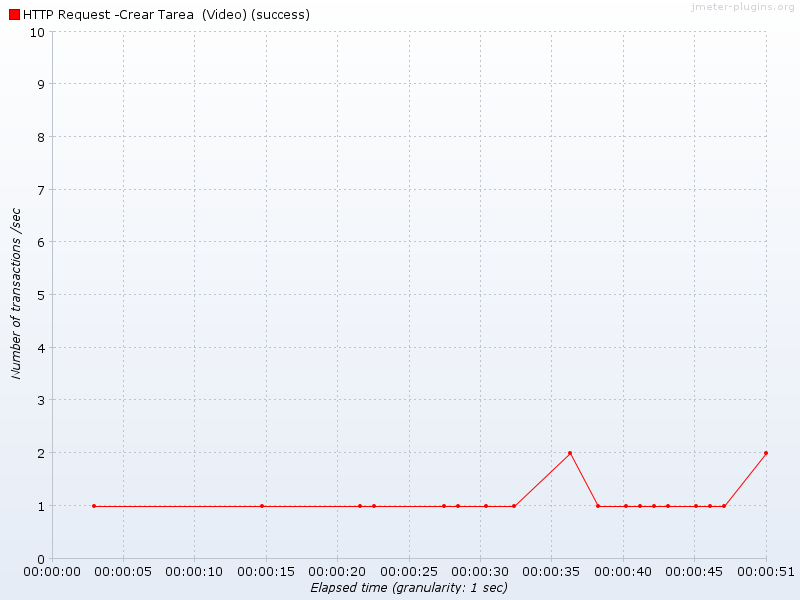 jmeter-plugins.org
HTTP Request -Crear Tarea  (Video) (success)
10
9
8
7
6
5
4
3
2
1
0
Number of transactions /sec
00:00:00 00:00:05 00:00:10 00:00:15 00:00:20 00:00:25 00:00:30 00:00:35 00:00:40 00:00:45 00:00:51
Elapsed time (granularity: 1 sec)